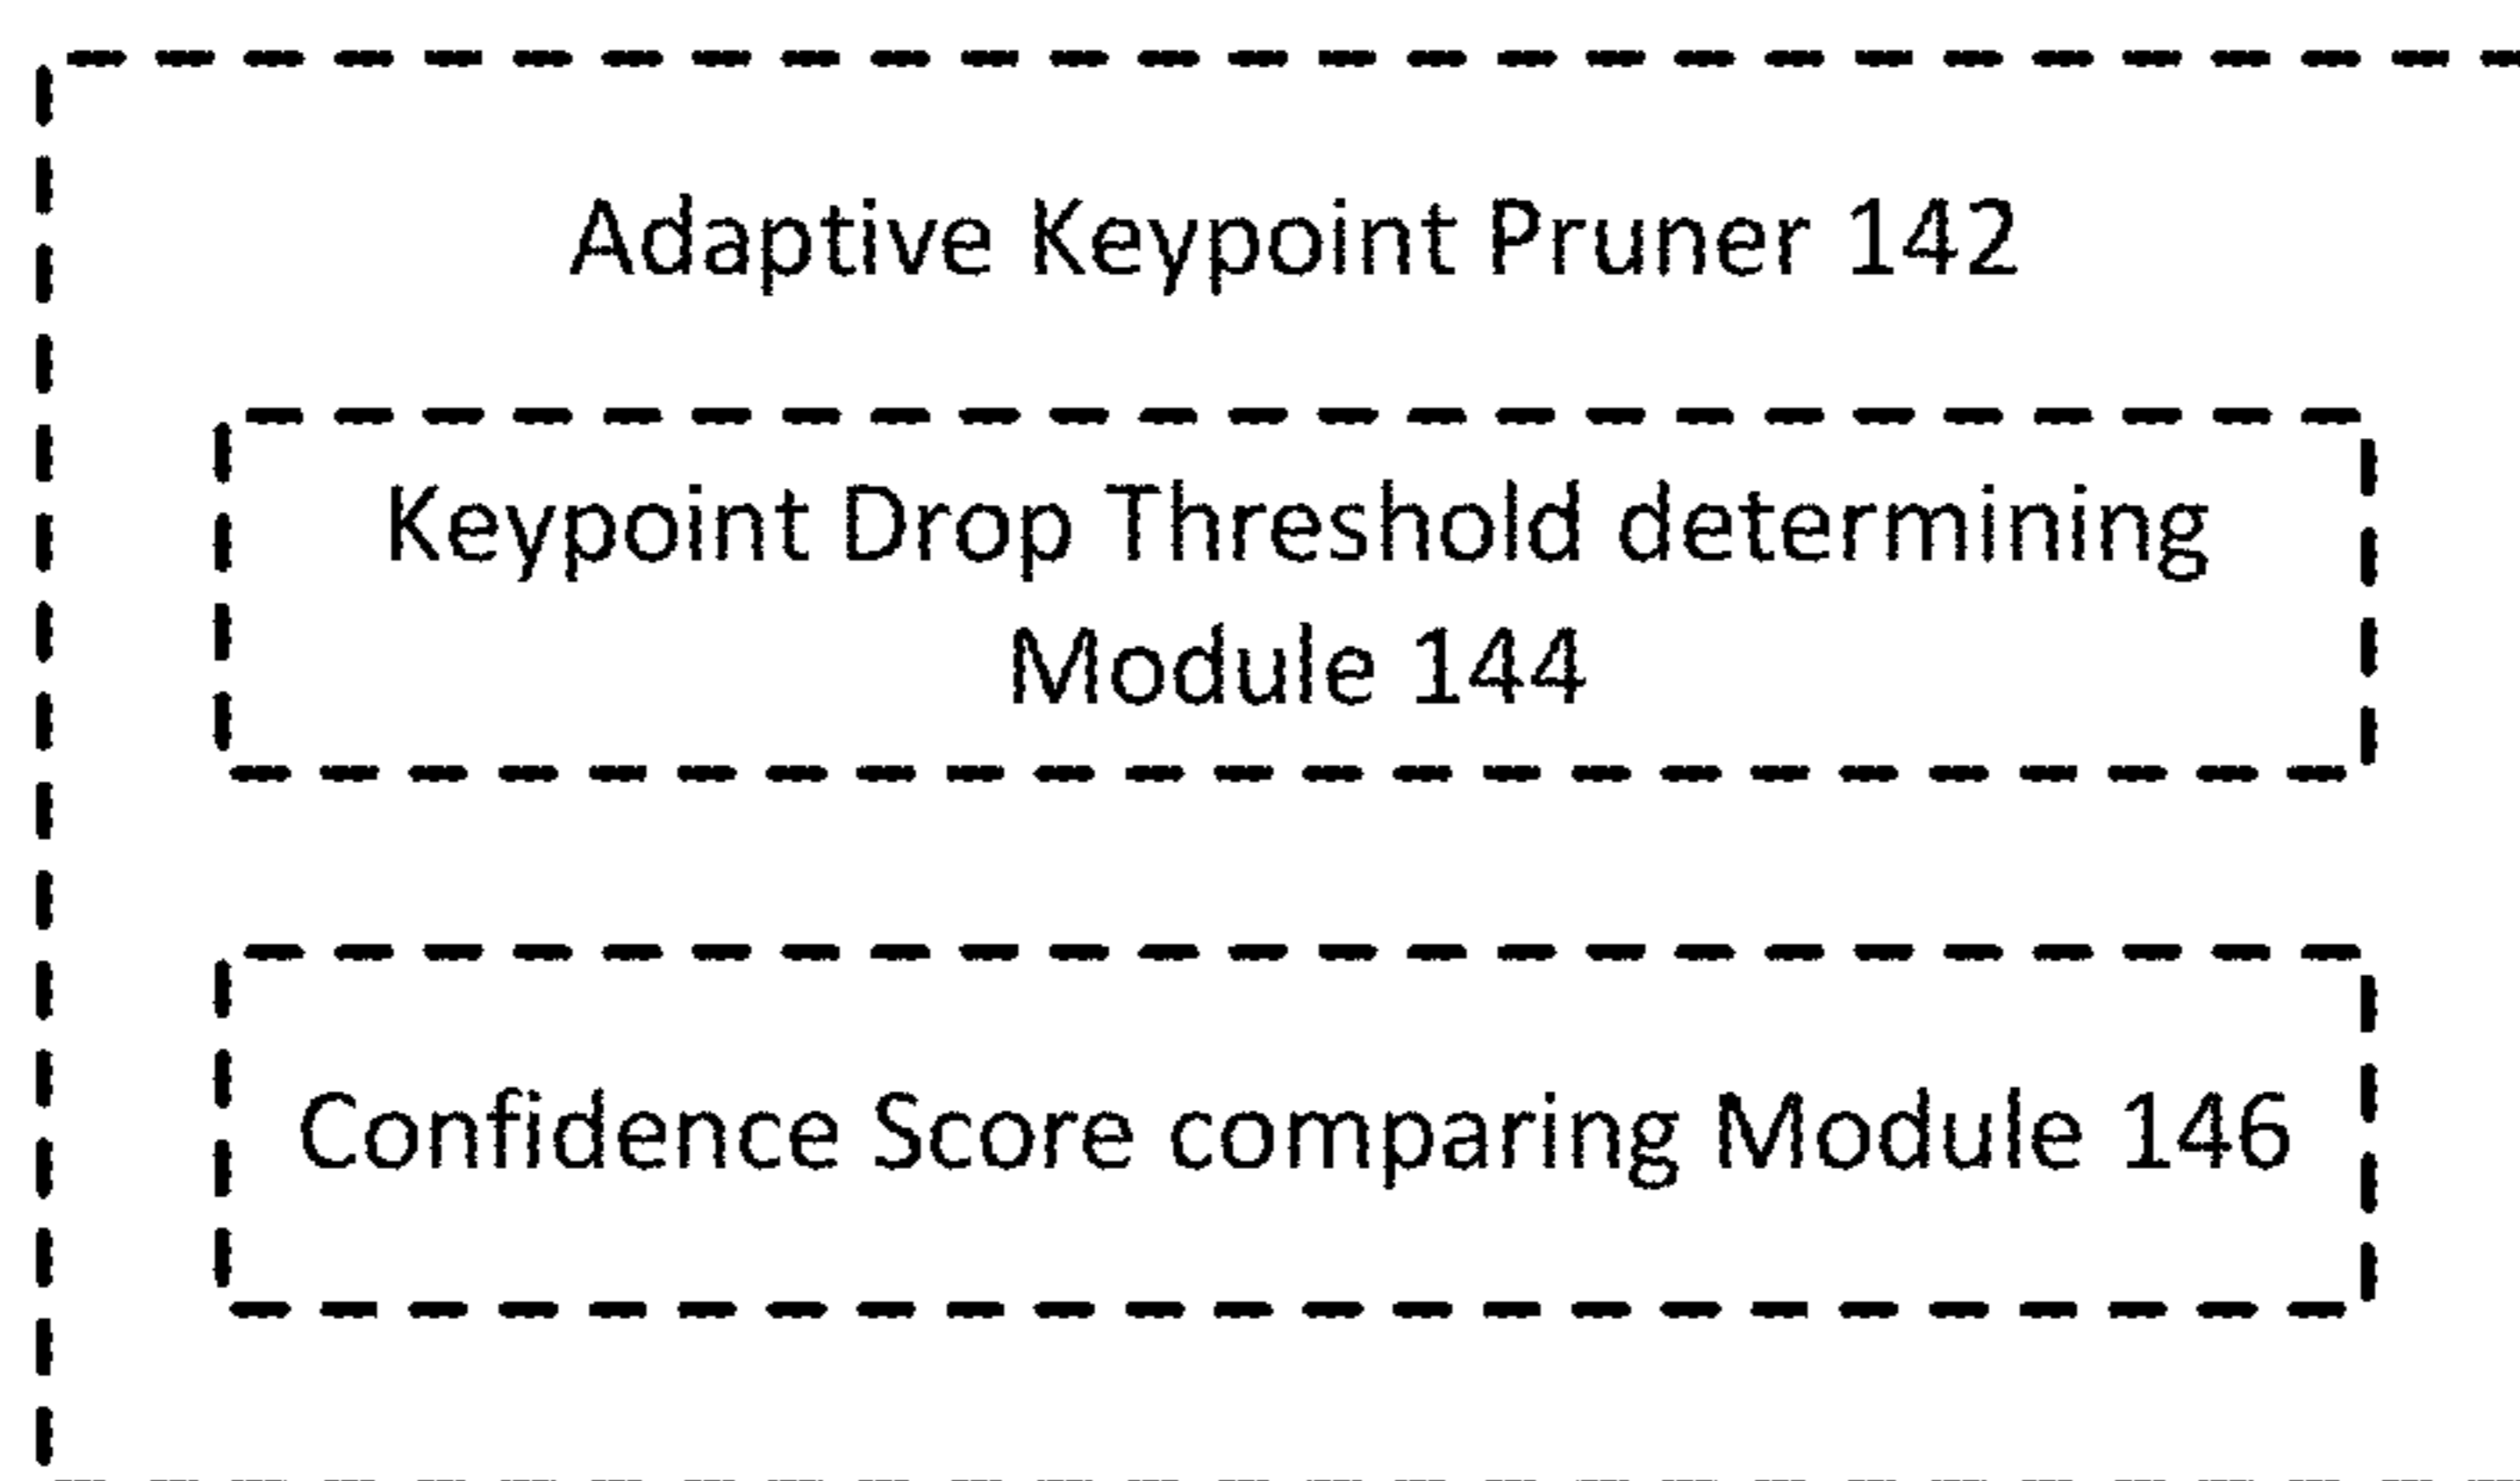 Adaptive Keypoint Pruner 142
Keypoint Drop Threshold determining
Module 144
Confidence Score comparing Module 146